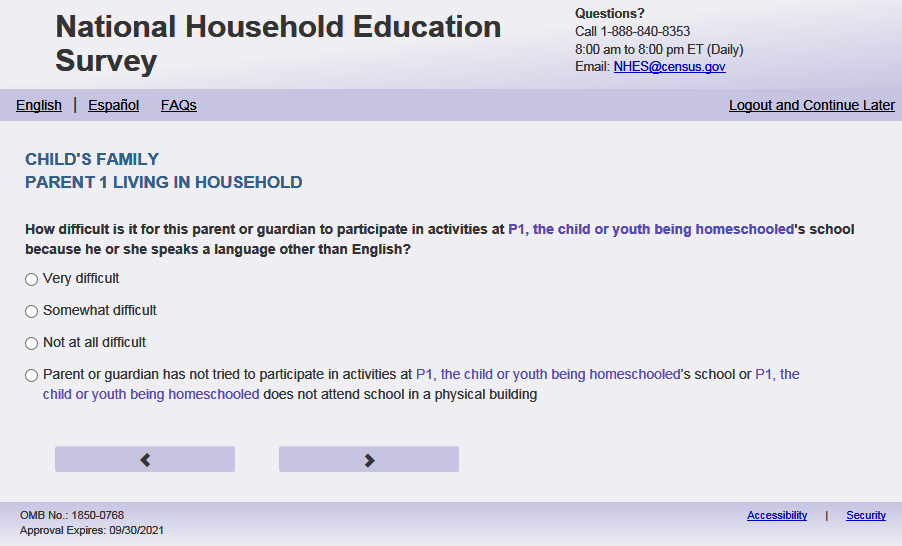 National Household Education
Survey
Questions?
Call 1-888-840-8353
8:00 am to 8:00 pm ET (Daily)
Email: NHES@census.gov
English | Español FAQs
Logout and Continue Later
CHILD'S FAMILY
PARENT 1 LIVING IN HOUSEHOLD
How difficult is it for this parent or guardian to participate in activities at P1, the child or youth being homeschooled's school
because he or she speaks a language other than English?
Very difficult
Somewhat difficult
Not at all difficult
Parent or guardian has not tried to participate in activities at P1, the child or youth being homeschooled’s school or P1, the
child or youth being homeschooled does not attend school in a physical building
OMB No.: 1850-0768
Approval Expires: 09/30/2021
Accessibility | Security